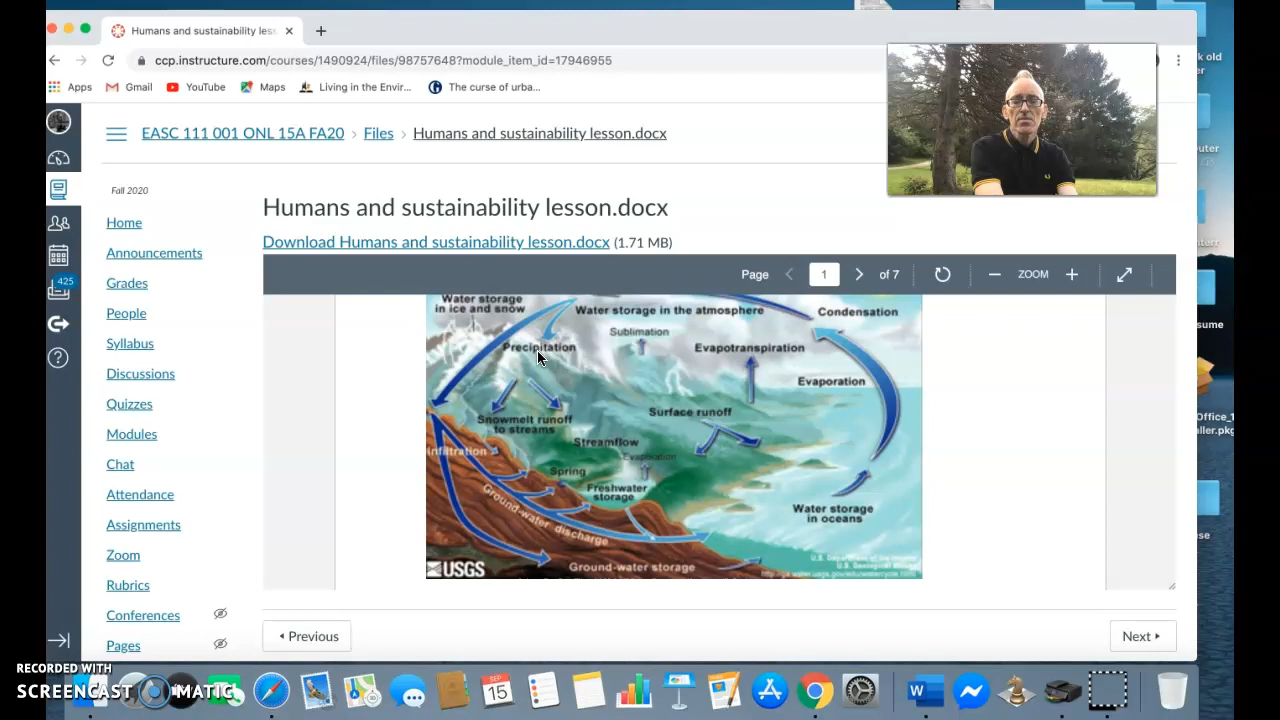 Humans and sustainability less
ccp.instructure.com/courses/1490924/files/98757648?module_item_id=17946955
Apps
Gmail
YouTube
Maps
Living in the Envir...
The curse of urba...
EASC 111 001 ONL 15A FA20 > Files > Humans and sustainability lesson.docx
Fall 2020
Home
Announcements
Grades
People
Syllabus
Discussions
Quizzes
Modules
Chat
Attendance
Assignments
Zoom
Rubrics
Conferences
Pages
425
Humans and sustainability lesson.docx
Download Humans and sustainability lesson.docx (1.71 MB)
Page 1 of 7
ZOOM
Water storage
in ice and snow
Water storage in the atmosphere
Condensation
Sublimation
Precipitation
Evapotranspiration
Evaporation
Snowmelt runoff
to streams
Surface runoff
Streamflow
Infiltration
Evaporation
Spring
Freshwater
storage
Ground-water discharge
Water storage
in oceans
Ground-water storage
USGS
Previous
Next
RECORDED WITH
SCREENCAST MATIC
15